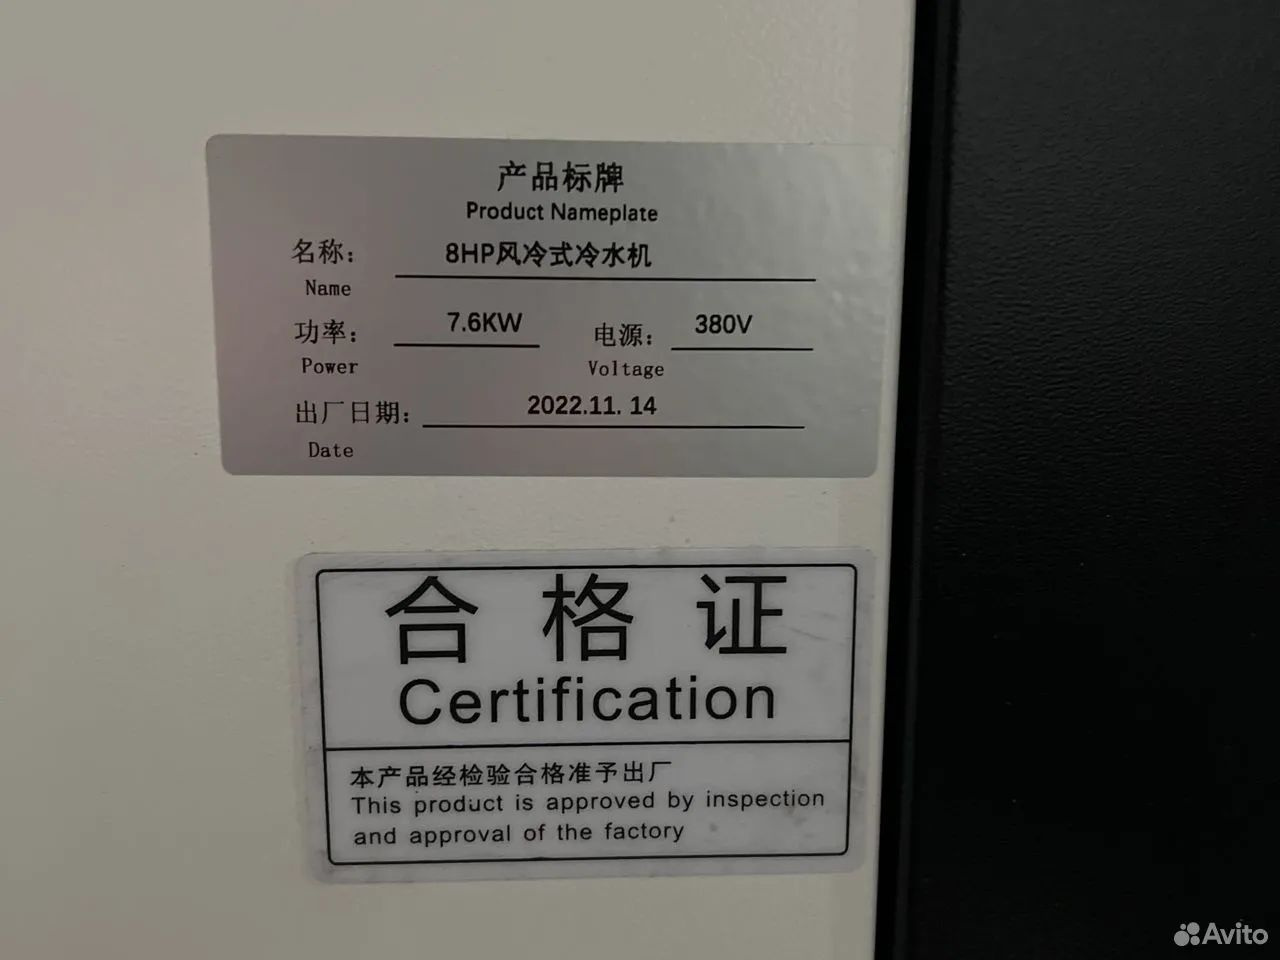 产品标牌
Product Nameplate
名称： 8HP风冷式冷水机
Name
功率： 7.6KW 电源： 380V
Power Voltage
出厂日期： 2022.11. 14
Date
合格证
Certification
本产品经检验合格准予出厂
This product is approved by inspection
and approval of the factory
Avito